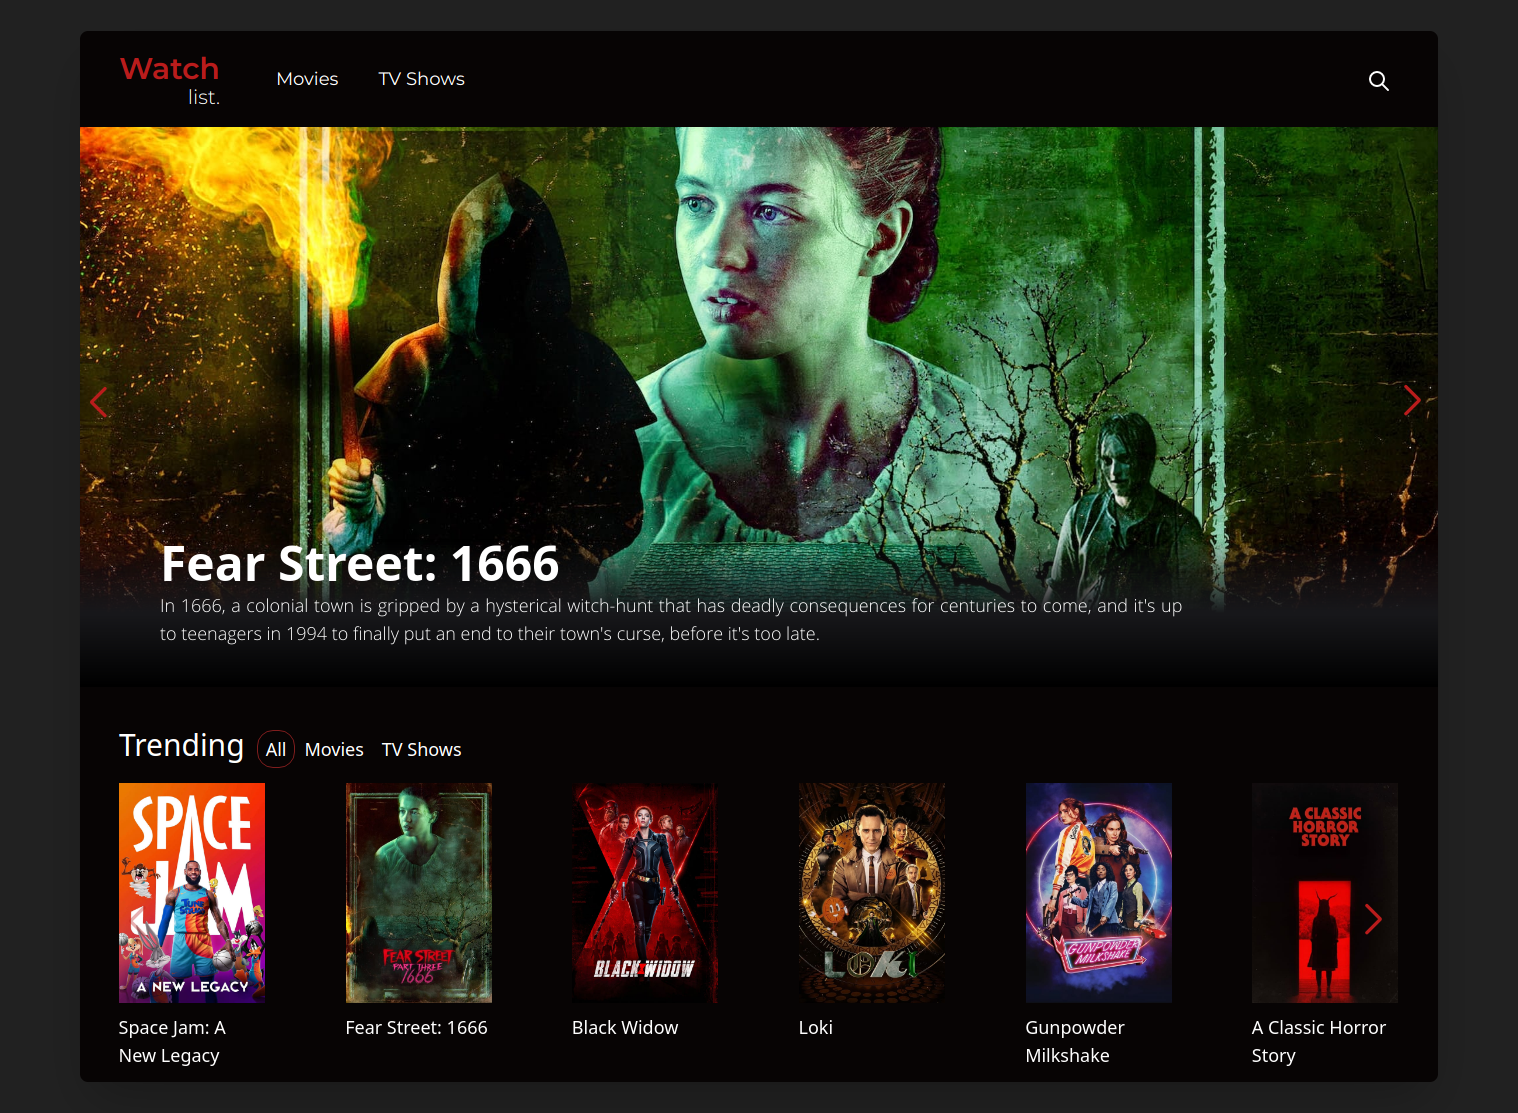 Watch
list.
Movies
TV Shows
Fear Street: 1666
In 1666, a colonial town is gripped by a hysterical witch-hunt that has deadly consequences for centuries to come, and it's up
to teenagers in 1994 to finally put an end to their town's curse, before it's too late.
Trending
All
Movies
TV Shows
SPACE
JAM
TUNE
SQUAD
A NEW LEGACY
FEAR STREET
PART THREE
1666
BLACK WIDOW
LOKI
GUNPOWDER
MILKSHAKE
A CLASSIC
HORROR
STORY
Space Jam: A
New Legacy
Fear Street: 1666
Black Widow
Loki
Gunpowder
Milkshake
A Classic Horror
Story